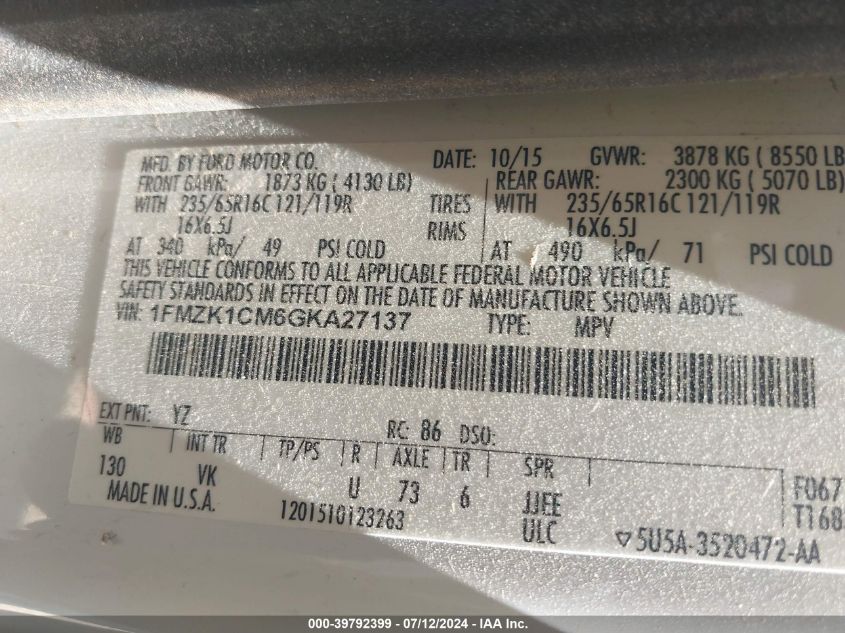 MFD. BY FORD MOTOR CO. DATE: 10/15 GVWR: 3878 KG ( 8550 LB
FRONT GAWR: 1873 KG ( 4130 LB) REAR GAWR: 2300 KG ( 5070 LB)
WITH 235/65R16C 121/119R TIRES WITH 235/65R16C 121/119R
16X6.5J RIMS 16X6.5J
AT 340 kPa/ 49 PSI COLD AT 490 kPa/ 71 PSI COLD
THIS VEHICLE CONFORMS TO ALL APPLICABLE FEDERAL MOTOR VEHICLE
SAFETY STANDARDS IN EFFECT ON THE DATE OF MANUFACTURE SHOWN ABOVE.
VIN: 1FMZK1CM6GKA27137 TYPE: MPV
EXT PNT: YZ RC: 86 DSO:
WB INT TR TP/PS R AXLE TR SPR
130 VK U 73 6 JJEE F067
MADE IN U.S.A. 1201510123263 ULC T168
5U5A-3520472-AA
000-39792399 - 07/12/2024 - IAA Inc.